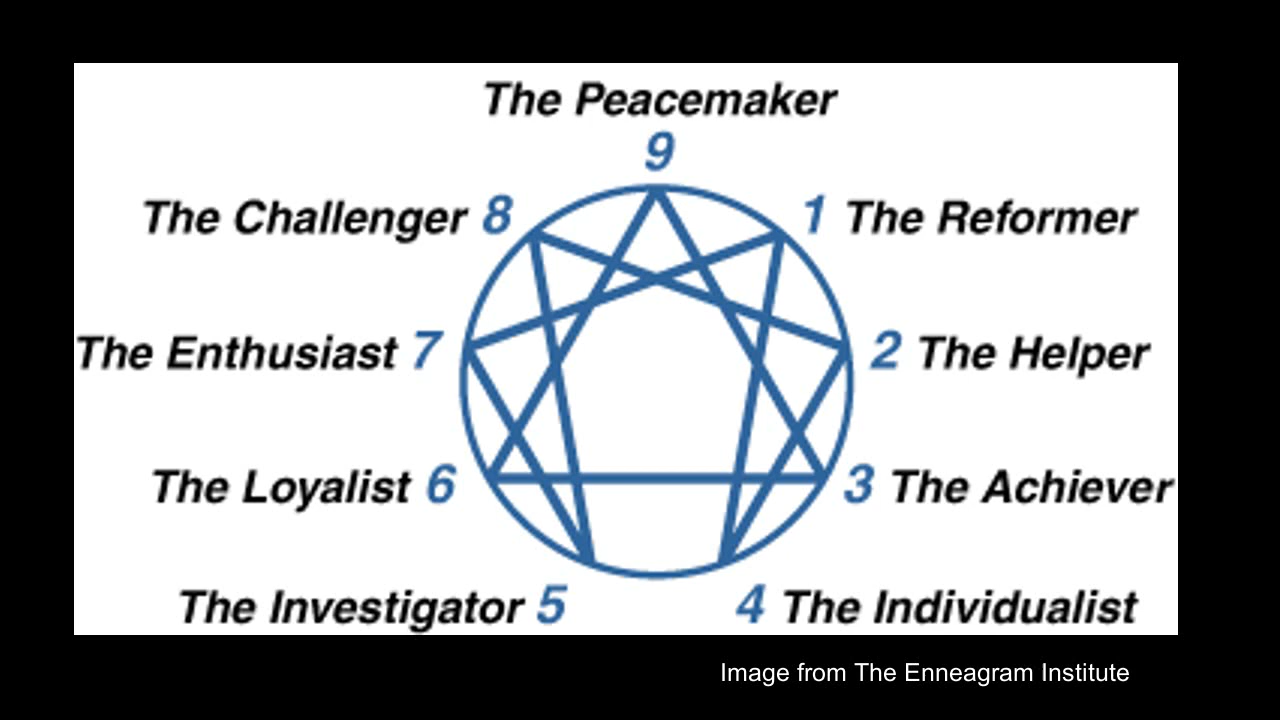 The Peacemaker
9
The Challenger 8
1 The Reformer
The Enthusiast 7
2 The Helper
The Loyalist 6
3 The Achiever
The Investigator 5
4 The Individualist
Image from The Enneagram Institute